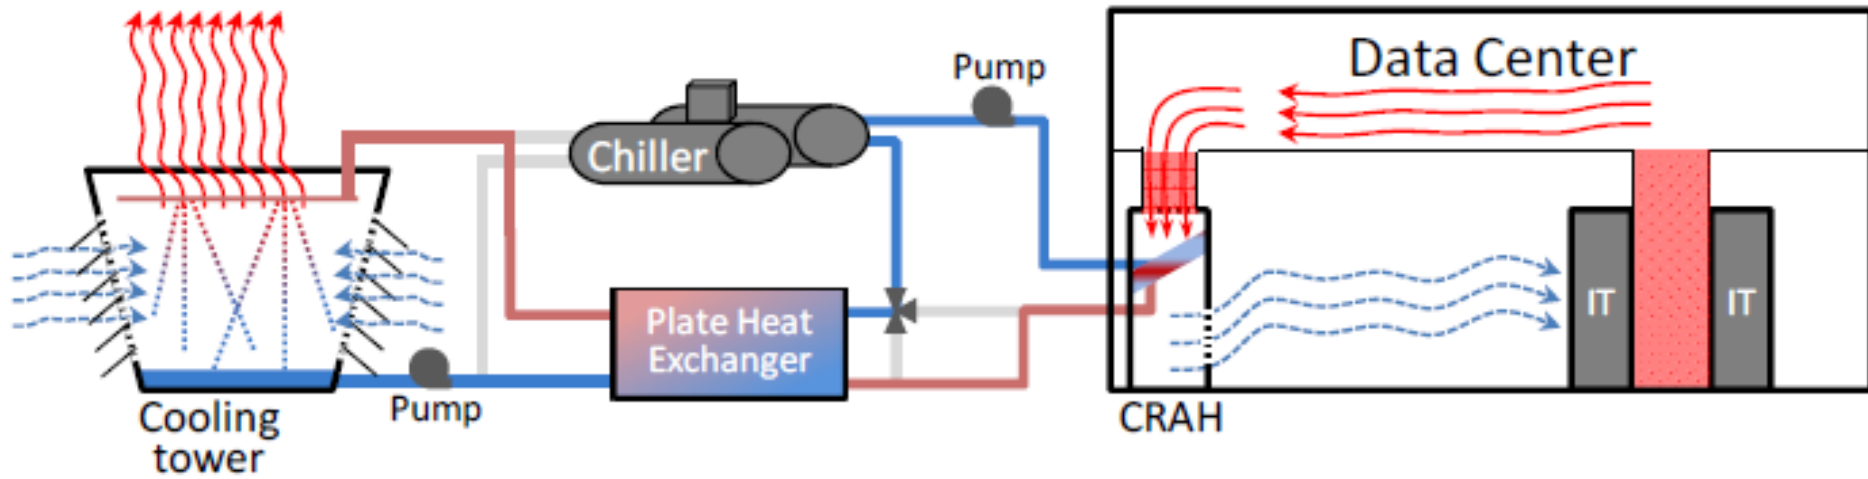 Data Center
Pump
Chiller
Plate Heat
Exchanger
IT
IT
Pump
Cooling
tower
CRAH